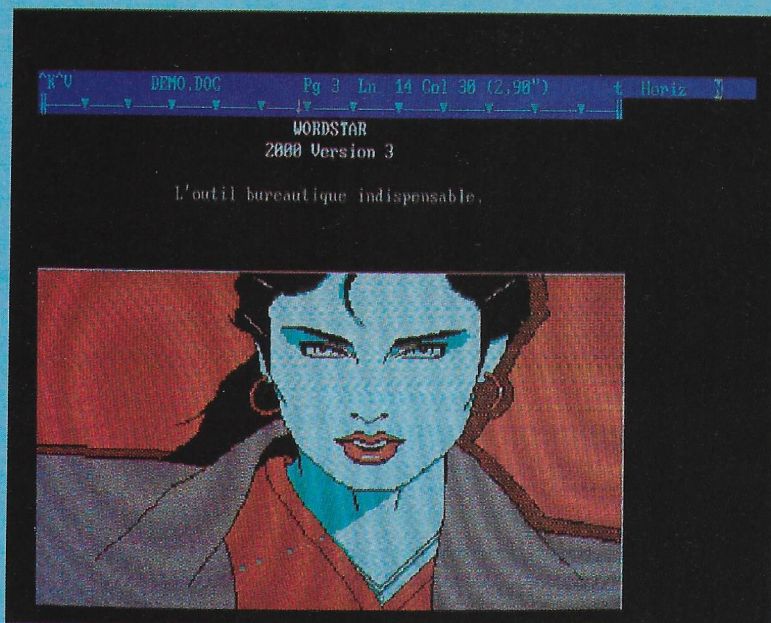 ^K^V DEMO.DOC Pg 3 Ln 14 Col 30 (2,90") t Horiz
WORDSTAR
2000 Version 3
L'outil bureautique indispensable.